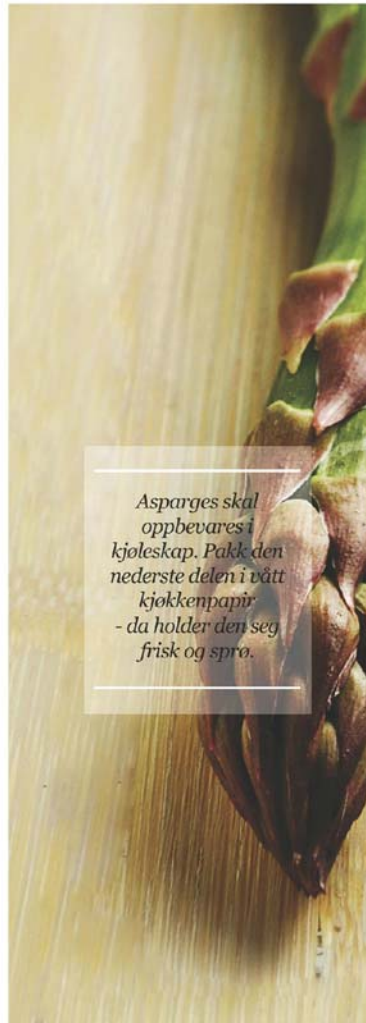 Asparges skal
oppbevares i
kjøleskap. Pakk den
nederste delen i vått
kjøkkenpapir
- da holder den seg
frisk og sprø.